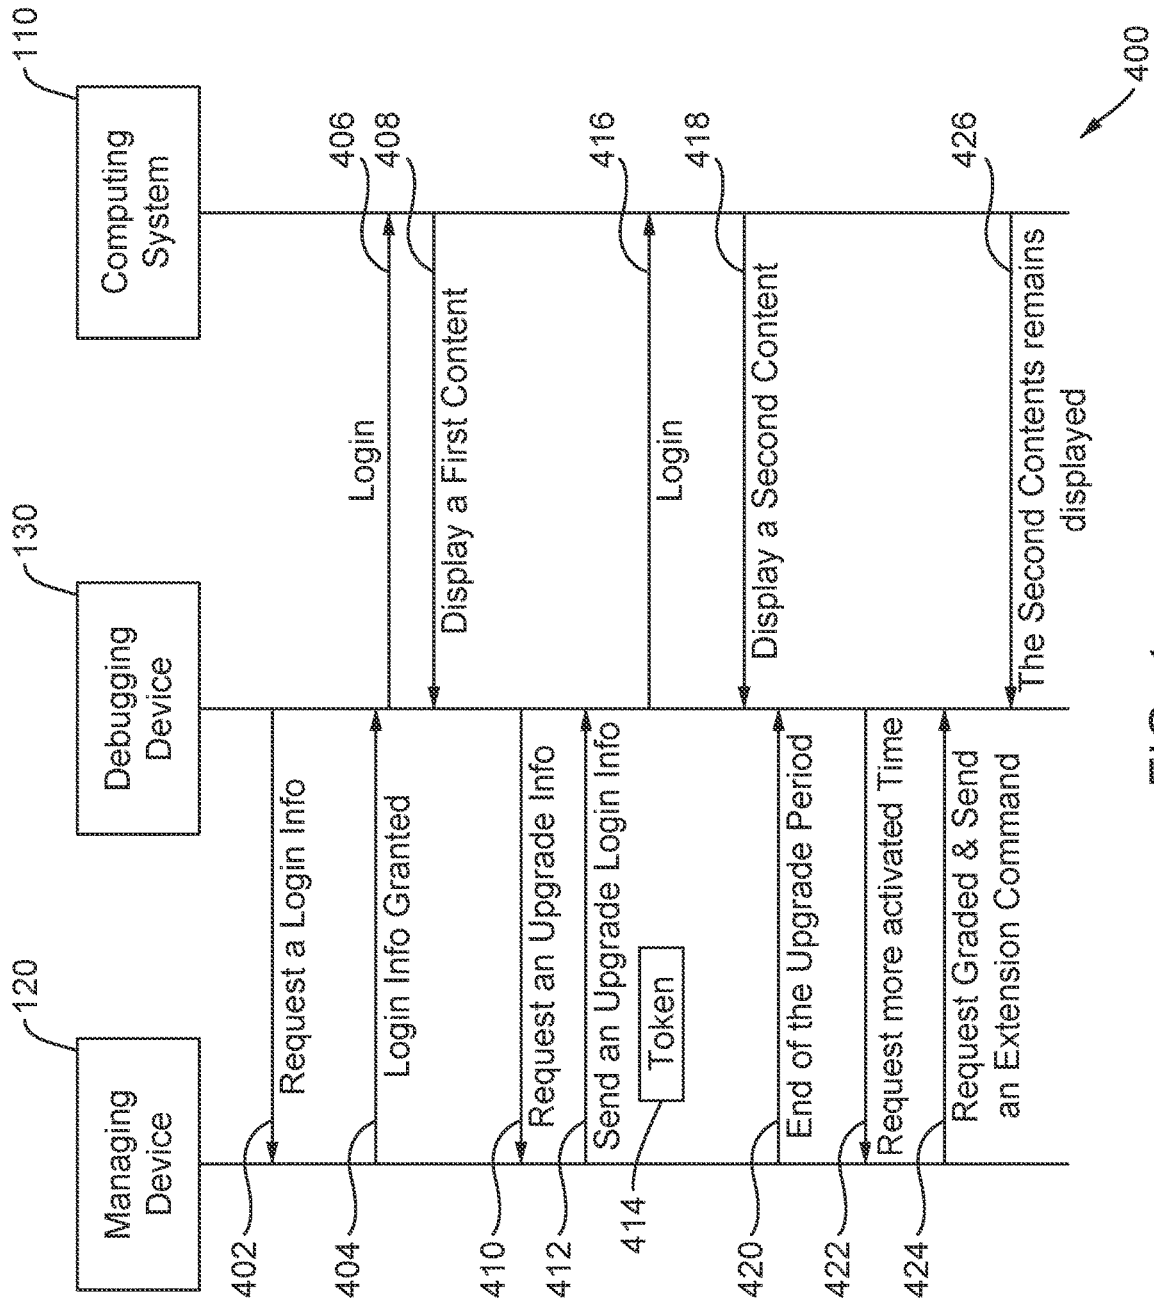 Managing
Device
120
Debugging
Device
130
Computing
System
110
402
Request a Login Info
404
Login Info Granted
Login
406
408
Display a First Content
410
Request an Upgrade Info
412
Send an Upgrade Login Info
414
Token
Login
416
418
Display a Second Content
420
End of the Upgrade Period
422
Request more activated Time
424
Request Graded & Send
an Extension Command
426
The Second Contents remains
displayed
400